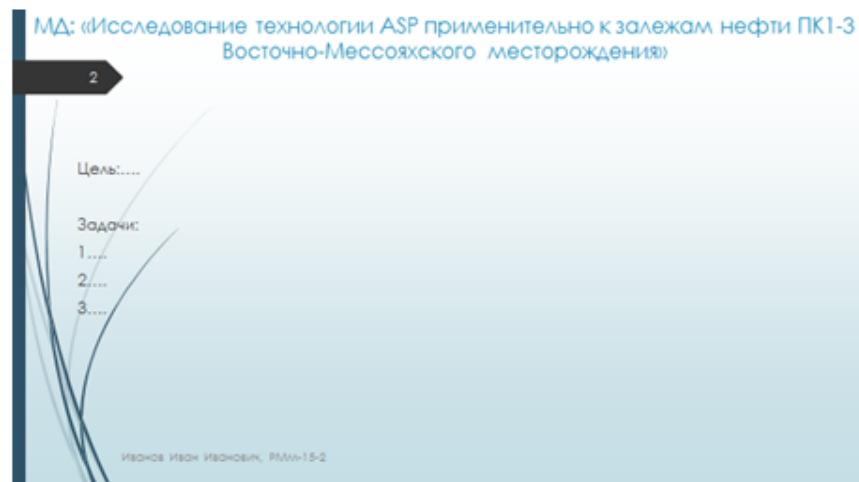 МД: «Исследование технологии ASP применительно к залежам нефти ПК1-3
Восточно-Мессояхского месторождения»
2
Цель:....
Задачи:
1....
2....
3....
Иванов Иван Иванович, РМм-15-2